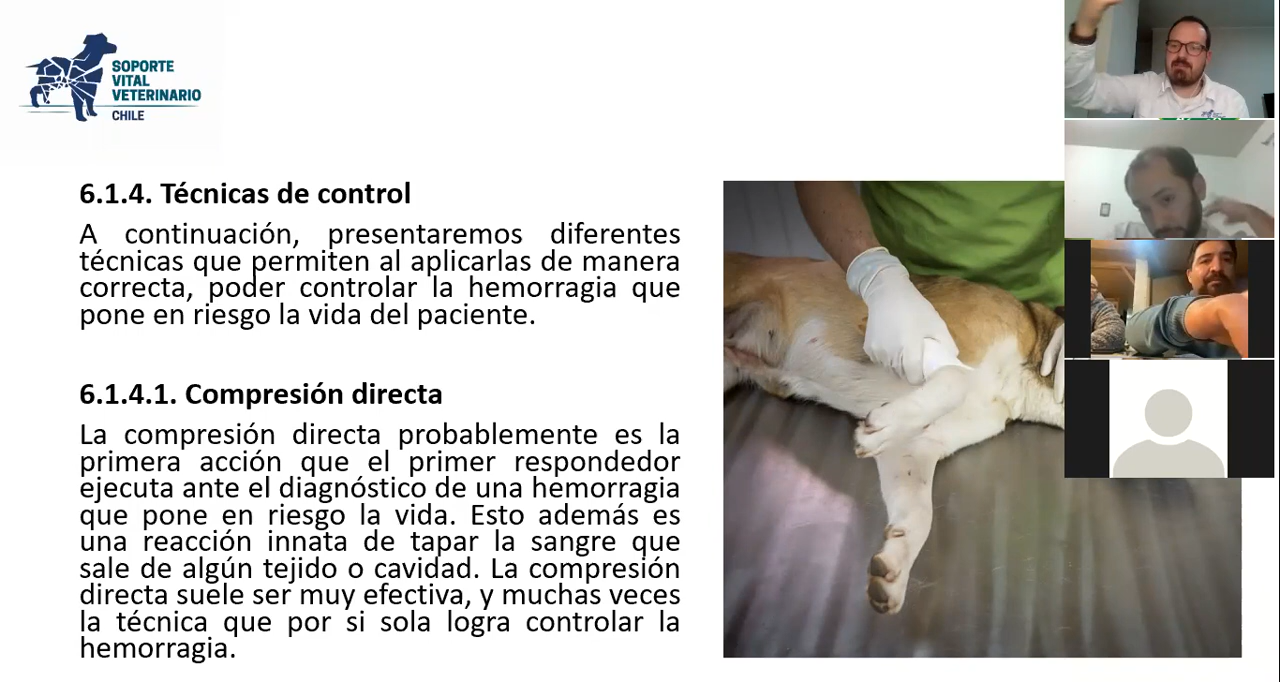 SOPORTE
VITAL
VETERINARIO
CHILE
6.1.4. Técnicas de control
A continuación, presentaremos diferentes
técnicas que permiten al aplicarlas de manera
correcta, poder controlar la hemorragia que
pone en riesgo la vida del paciente.
6.1.4.1. Compresión directa
La compresión directa probablemente es la
primera acción que el primer respondedor
ejecuta ante el diagnóstico de una hemorragia
que pone en riesgo la vida. Esto además es
una reacción innata de tapar la sangre que
sale de algún tejido o cavidad. La compresión
directa suele ser muy efectiva, y muchas veces
la técnica que por si sola logra controlar la
hemorragia.